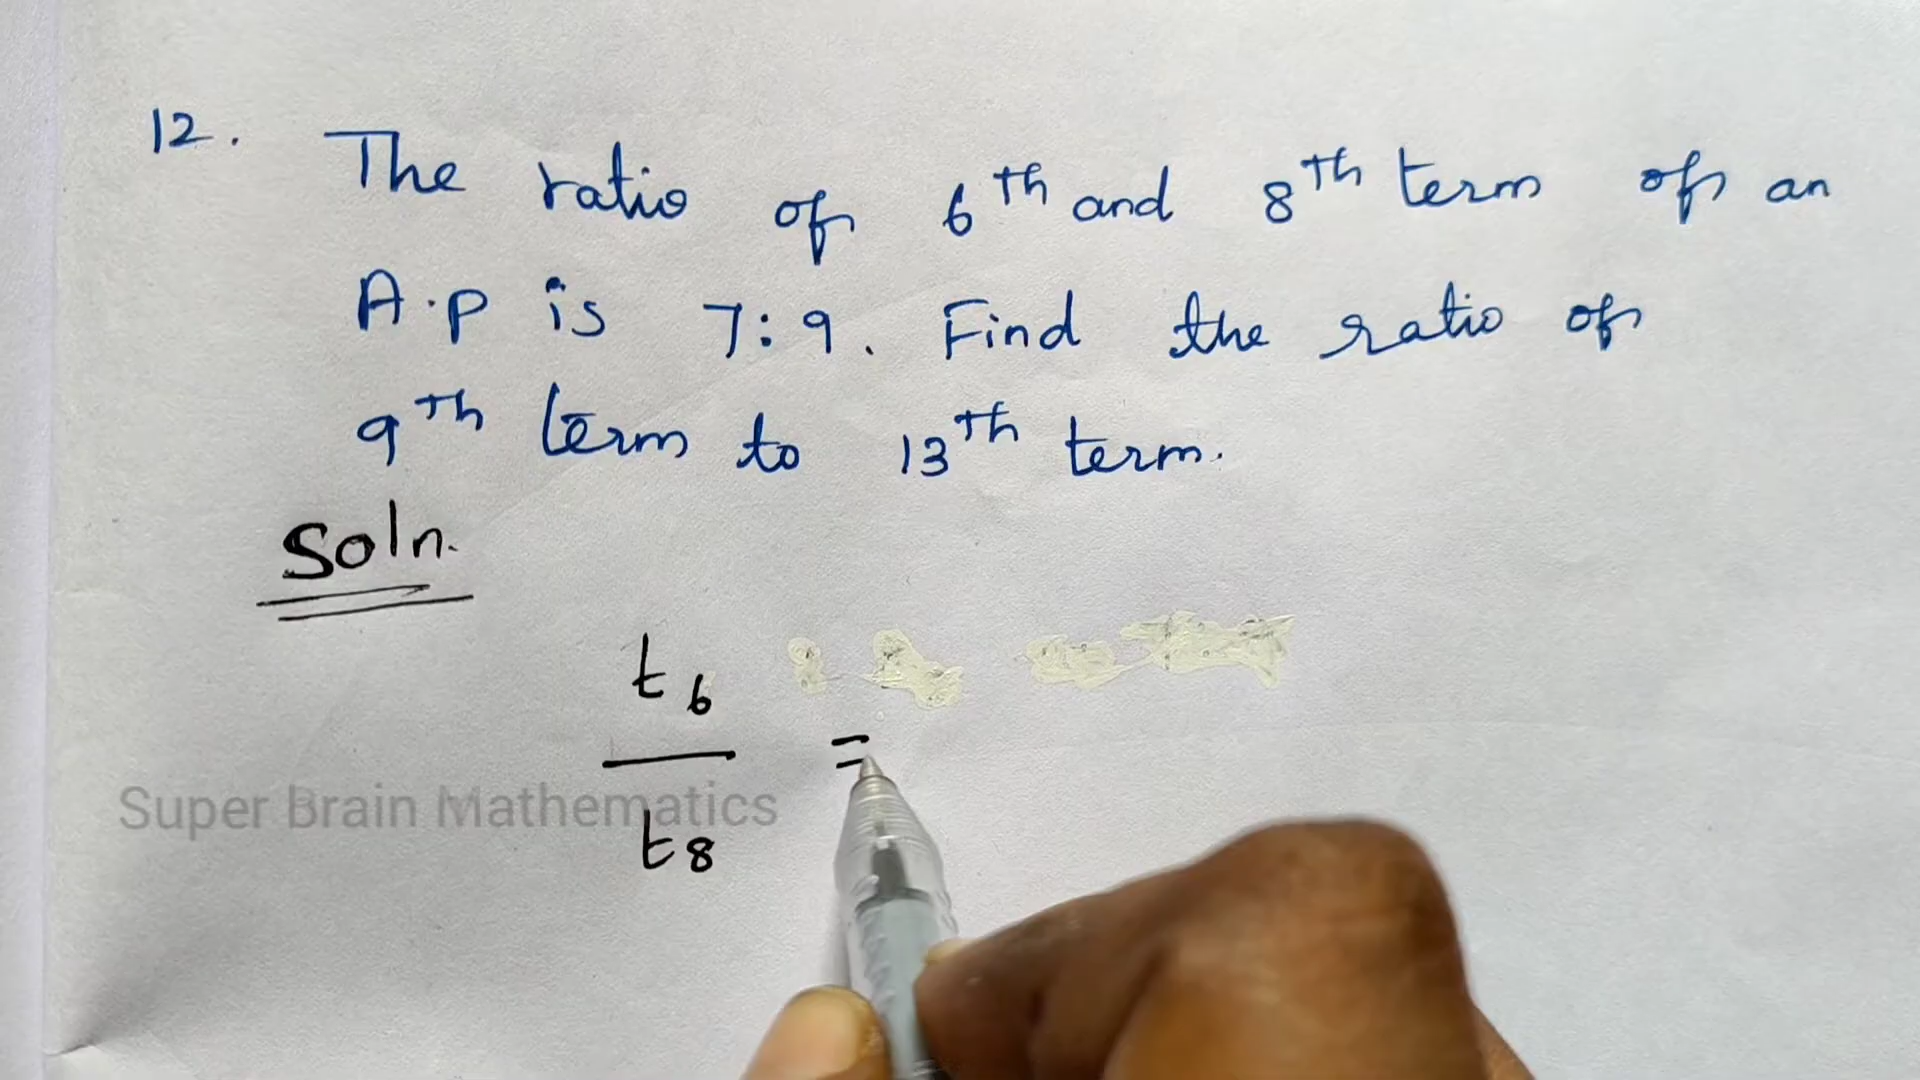 12. The ratio of 6th and 8th term of an
A.P is 7:9. Find the ratio of
9th term to 13th term.
Soln.
t6
=
Super Brain Mathematics
t8